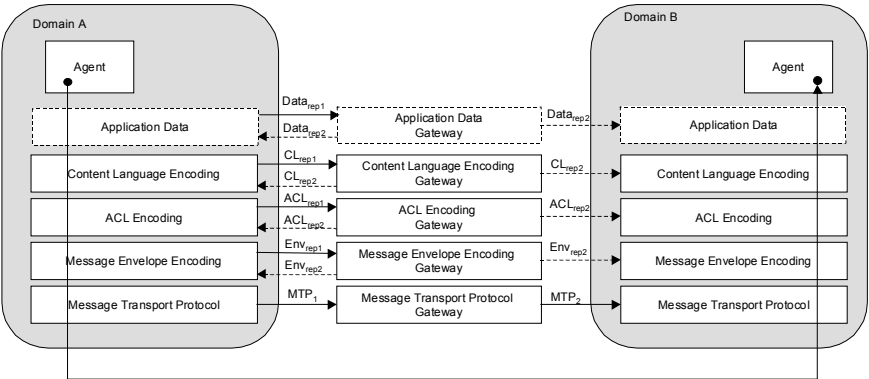 Domain A
Domain B
Agent
Agent
Application Data
Data_rep1
Data_rep2
Application Data
Gateway
Data_rep2
Application Data
Content Language Encoding
CL_rep1
CL_rep2
Content Language Encoding
Gateway
CL_rep2
Content Language Encoding
ACL Encoding
ACL_rep1
ACL_rep2
ACL Encoding
Gateway
ACL_rep2
ACL Encoding
Message Envelope Encoding
Env_rep1
Env_rep2
Message Envelope Encoding
Gateway
Env_rep2
Message Envelope Encoding
Message Transport Protocol
MTP_1
Message Transport Protocol
Gateway
MTP_2
Message Transport Protocol